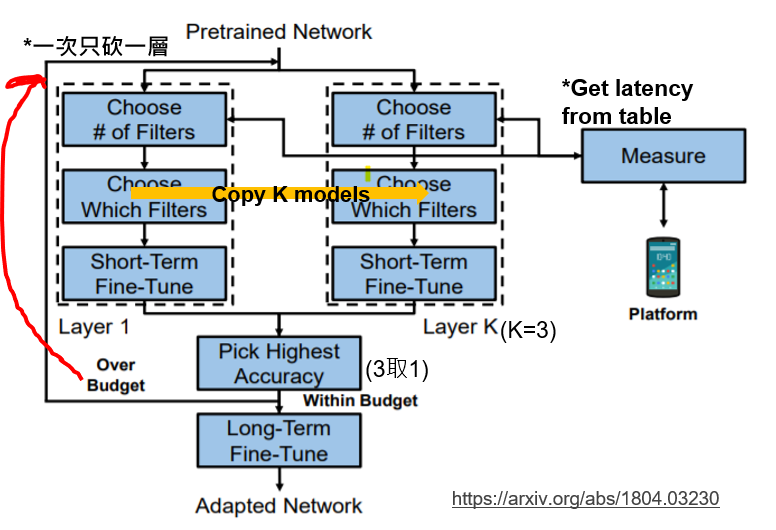 Pretrained Network
*一次只砍一層
Choose
# of Filters
Choose
# of Filters
*Get latency
from table
Measure
Choose
Which Filters
Copy K models
Choose
Which Filters
Short-Term
Fine-Tune
Short-Term
Fine-Tune
Platform
Layer 1
Layer K(K=3)
Pick Highest
Accuracy
(3取1)
Over
Budget
Within Budget
Long-Term
Fine-Tune
Adapted Network
https://arxiv.org/abs/1804.03230